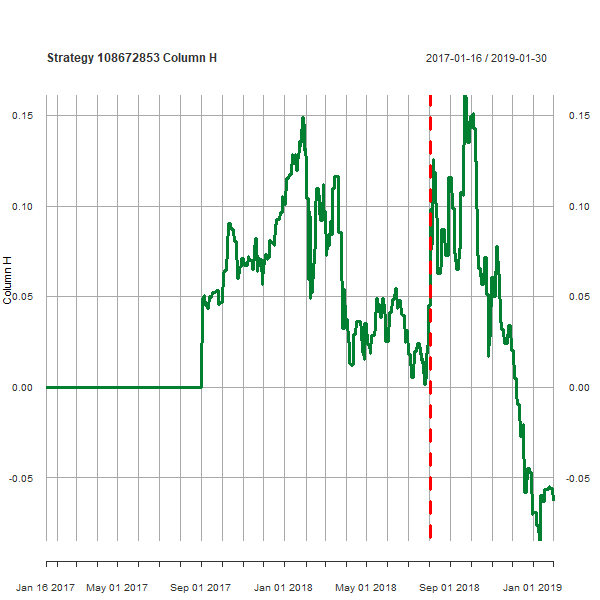 Strategy 108672853 Column H
2017-01-16 / 2019-01-30
0.15 0.15
0.10 0.10
0.05 0.05
0.00 0.00
-0.05 -0.05
Column H
Jan 16 2017 May 01 2017 Sep 01 2017 Jan 01 2018 May 01 2018 Sep 01 2018 Jan 01 2019